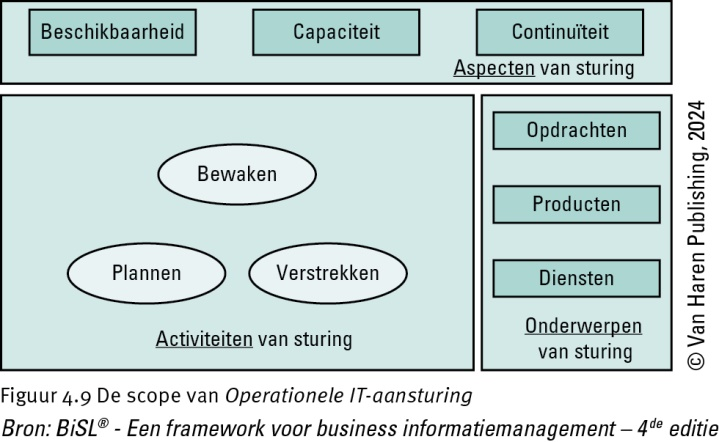 Beschikbaarheid
Capaciteit
Continuïteit
Aspecten van sturing
Bewaken
Plannen
Verstrekken
Activiteiten van sturing
Opdrachten
Producten
Diensten
Onderwerpen
van sturing
© Van Haren Publishing, 2024
Figuur 4.9 De scope van Operationele IT-aansturing
Bron: BiSL® - Een framework voor business informatiemanagement – 4de editie